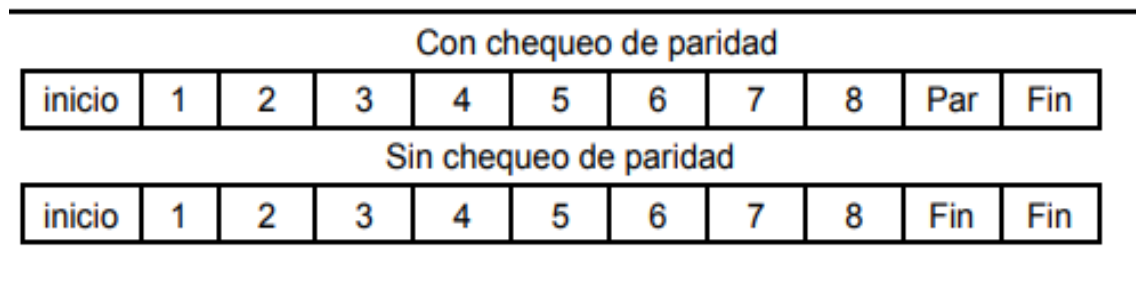 Con chequeo de paridad
inicio 1 2 3 4 5 6 7 8 Par Fin
Sin chequeo de paridad
inicio 1 2 3 4 5 6 7 8 Fin Fin